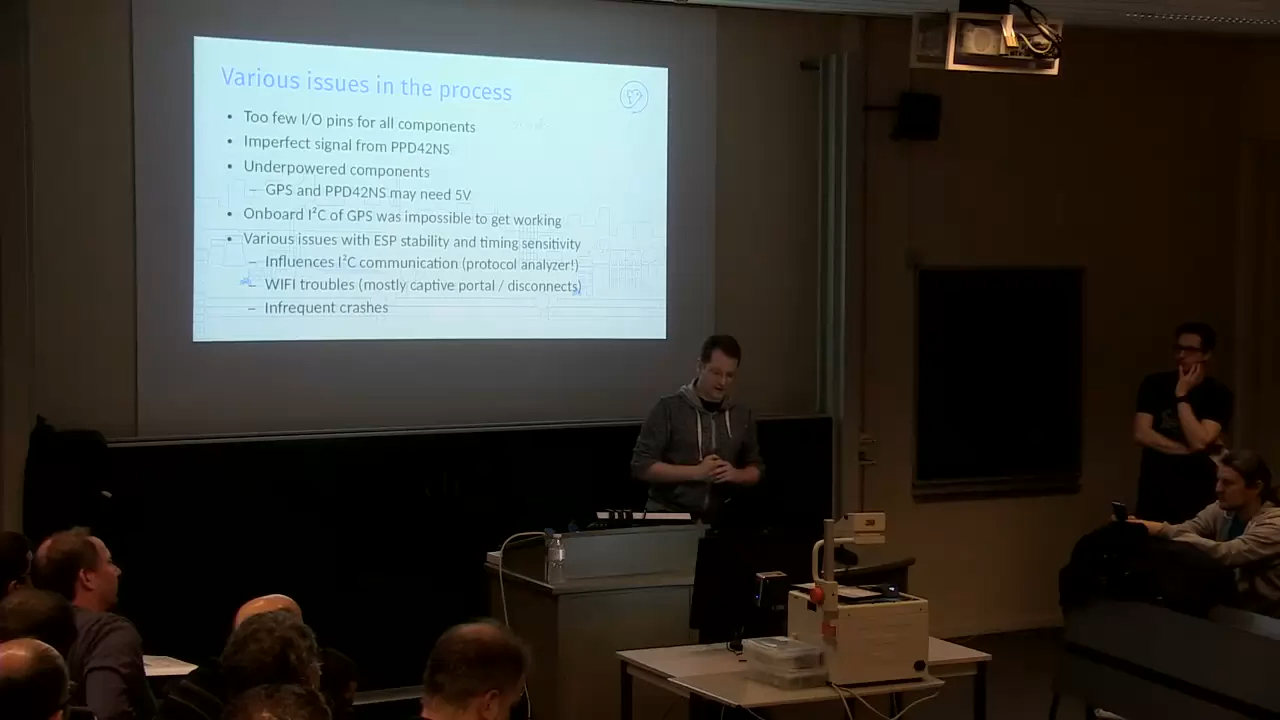 Various issues in the process
• Too few I/O pins for all components
• Imperfect signal from PPD42NS
• Underpowered components
– GPS and PPD42NS may need 5V
• Onboard I²C of GPS was impossible to get working
• Various issues with ESP stability and timing sensitivity
– Influences I²C communication (protocol analyzer!)
– WIFI troubles (mostly captive portal / disconnects)
– Infrequent crashes